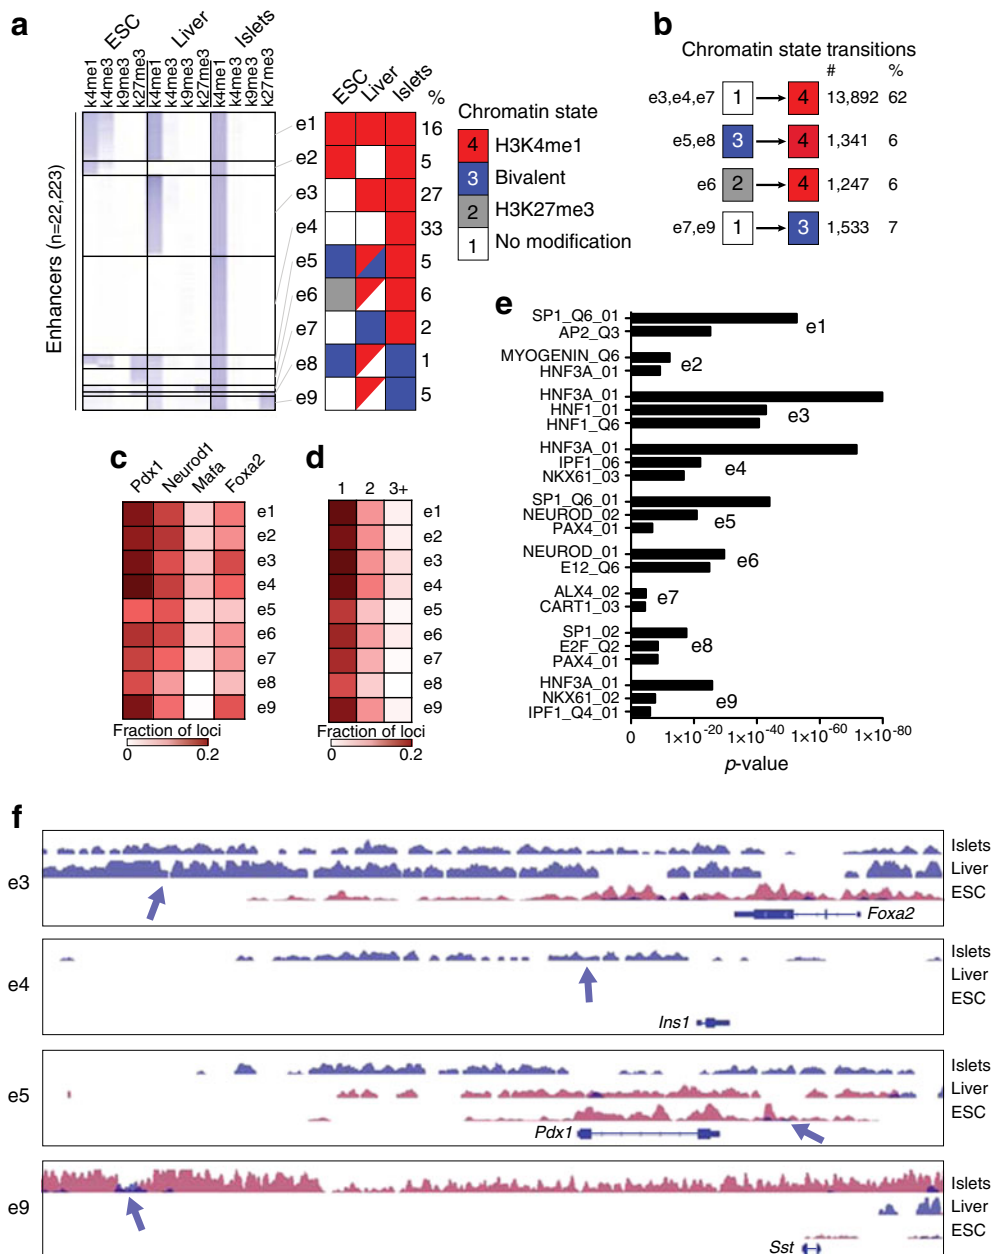 a
ESC Liver Islets
k4me1 k4me3 k9me3 k27me3 k4me1 k4me3 k9me3 k27me3 k4me1 k4me3 k9me3 k27me3
Enhancers (n=22,223)
ESC Liver Islets %
e1 16
e2 5
e3 27
e4 33
e5 5
e6 6
e7 2
e8 1
e9 5
Chromatin state
4 H3K4me1
3 Bivalent
2 H3K27me3
1 No modification
b
Chromatin state transitions
# %
e3,e4,e7 1 4 13,892 62
e5,e8 3 4 1,341 6
e6 2 4 1,247 6
e7,e9 1 3 1,533 7
c
Pdx1 Neurod1 Mafa Foxa2
e1
e2
e3
e4
e5
e6
e7
e8
e9
Fraction of loci
0 0.2
d
1 2 3+
e1
e2
e3
e4
e5
e6
e7
e8
e9
Fraction of loci
0 0.2
e
SP1_Q6_01
AP2_Q3
e1
MYOGENIN_Q6
HNF3A_01
e2
HNF3A_01
HNF1_01
HNF1_Q6
e3
HNF3A_01
IPF1_06
NKX61_03
e4
SP1_Q6_01
NEUROD_02
PAX4_01
e5
NEUROD_01
E12_Q6
e6
ALX4_02
CART1_03
e7
SP1_02
E2F_Q2
PAX4_01
e8
HNF3A_01
NKX61_02
IPF1_Q4_01
e9
0 1×10⁻²⁰ 1×10⁻⁴⁰ 1×10⁻⁶⁰ 1×10⁻⁸⁰
p-value
f
e3
Islets
Liver
ESC
Foxa2
e4
Islets
Liver
ESC
Ins1
e5
Islets
Liver
ESC
Pdx1
e9
Islets
Liver
ESC
Sst